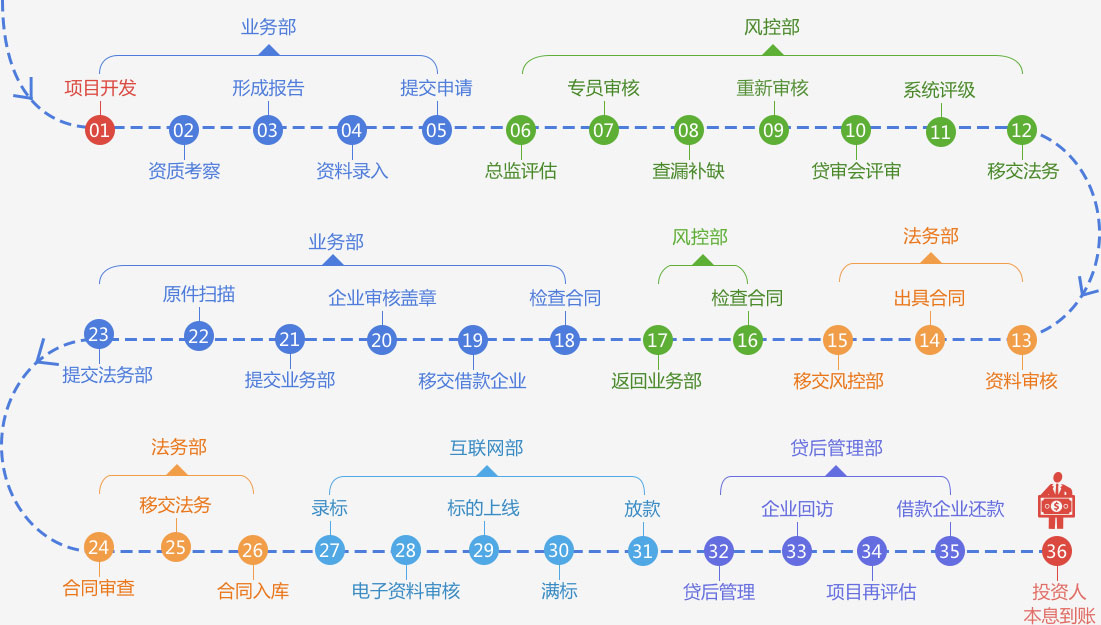 业务部
风控部
项目开发
形成报告
提交申请
专员审核
重新审核
系统评级
01
02
03
04
05
06
07
08
09
10
11
12
资质考察
资料录入
总监评估
查漏补缺
贷审会评审
移交法务
业务部
风控部
法务部
原件扫描
企业审核盖章
检查合同
检查合同
出具合同
23
22
21
20
19
18
17
16
15
14
13
提交法务部
提交业务部
移交借款企业
返回业务部
移交风控部
资料审核
法务部
互联网部
贷后管理部
移交法务
录标
标的上线
放款
企业回访
借款企业还款
$
24
25
26
27
28
29
30
31
32
33
34
35
36
合同审查
合同入库
电子资料审核
满标
贷后管理
项目再评估
投资人
本息到账